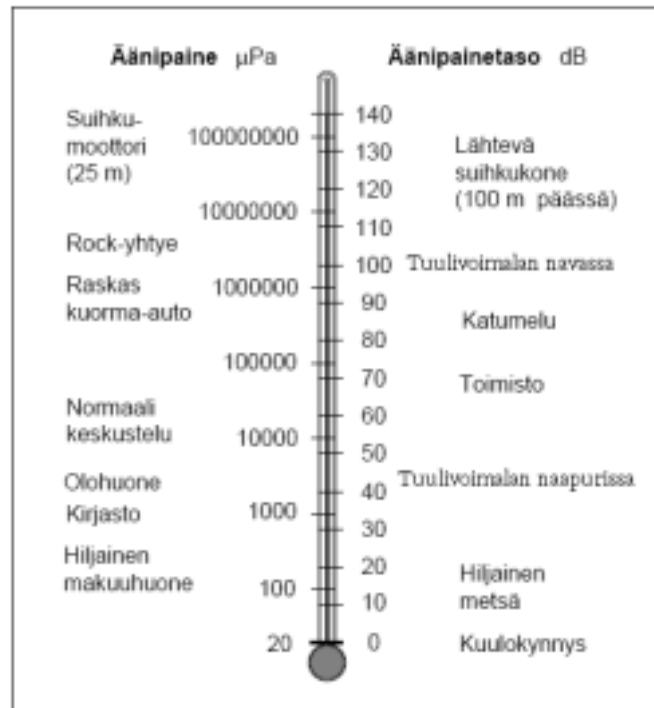 Äänipaine µPa
Äänipainetaso dB
Suihku-
moottori
(25 m)
Rock-yhtye
Raskas
kuorma-auto
Normaali
keskustelu
Olohuone
Kirjasto
Hiljainen
makuuhuone
100000000
10000000
1000000
100000
10000
1000
100
20
140
130
120
110
100
90
80
70
60
50
40
30
20
10
0
Lähtevä
suihkukone
(100 m päässä)
Tuulivoimalan navassa
Katumelu
Toimisto
Tuulivoimalan naapurissa
Hiljainen
metsä
Kuulokynnys